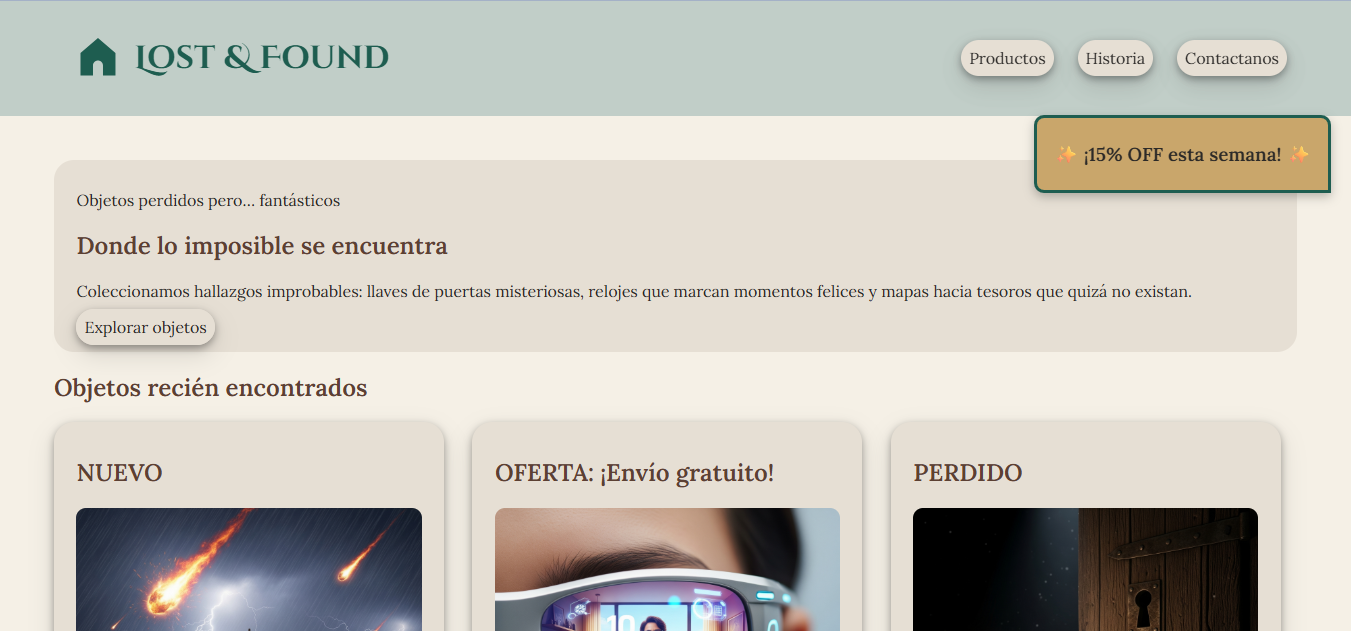 LOST & FOUND
Productos
Historia
Contactanos
✨ ¡15% OFF esta semana! ✨
Objetos perdidos pero... fantásticos
Donde lo imposible se encuentra
Coleccionamos hallazgos improbables: llaves de puertas misteriosas, relojes que marcan momentos felices y mapas hacia tesoros que quizá no existan.
Explorar objetos
Objetos recién encontrados
NUEVO
OFERTA: ¡Envío gratuito!
PERDIDO